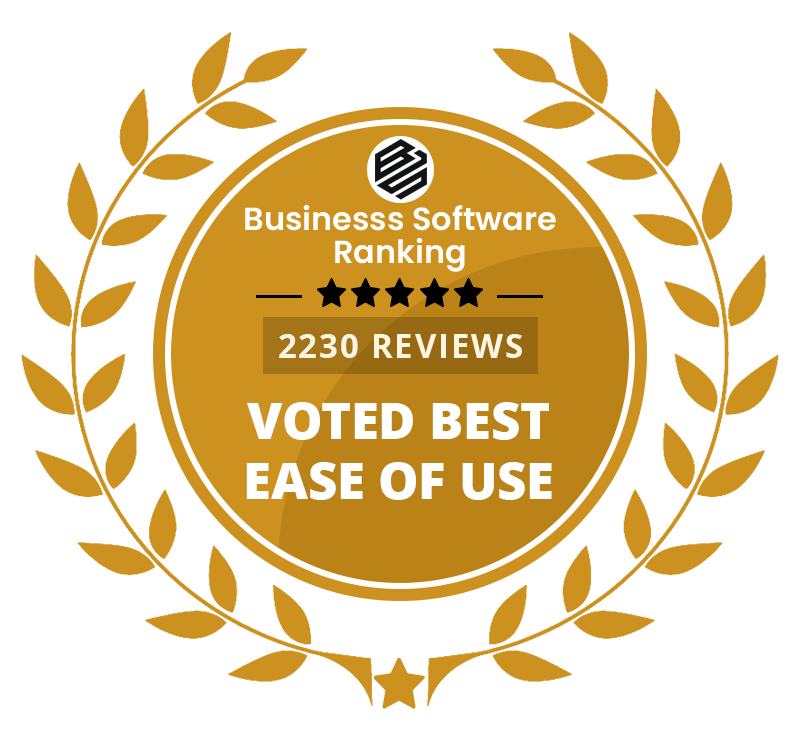 Businesss Software
Ranking
2230 REVIEWS
VOTED BEST
EASE OF USE